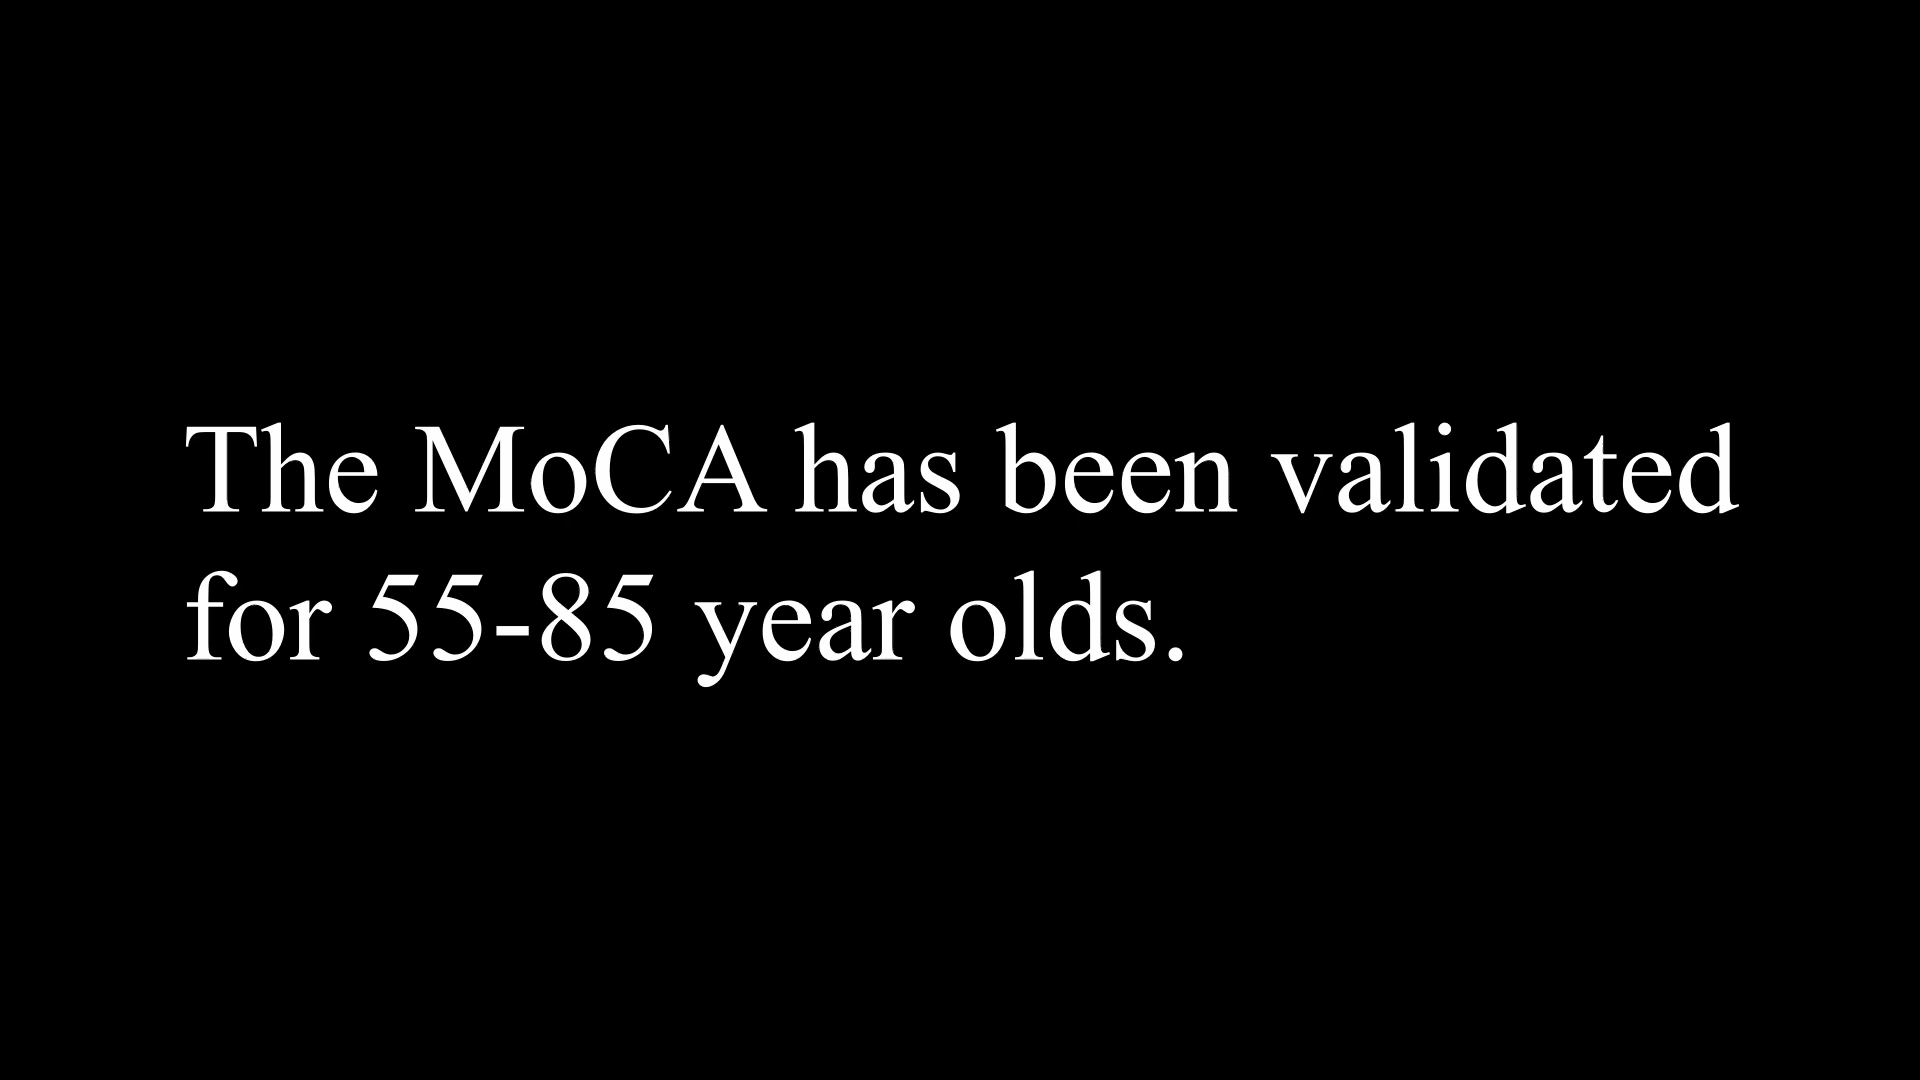 The MoCA has been validated
for 55-85 year olds.